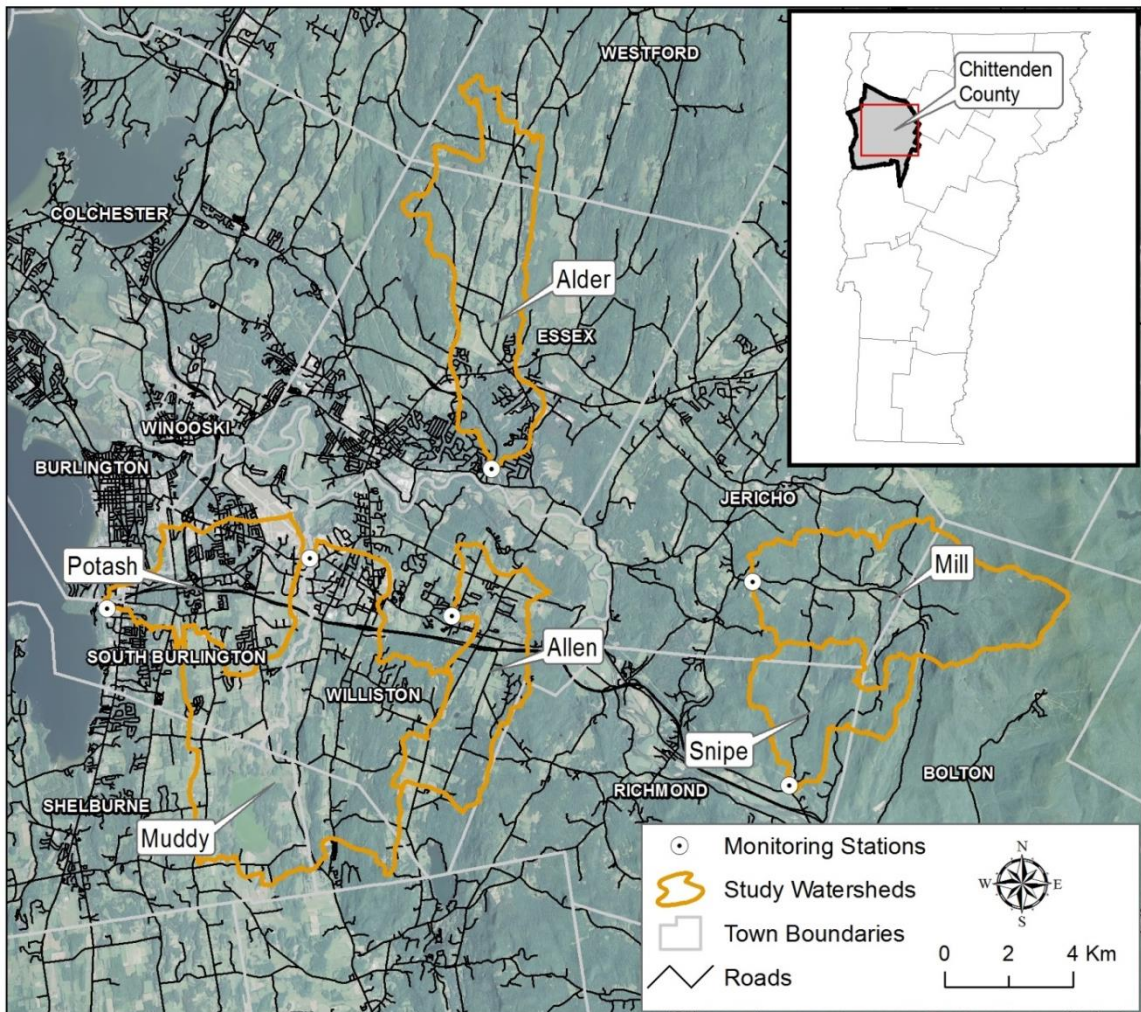 WESTFORD
Chittenden
County
COLCHESTER
Alder
ESSEX
WINOOSKI
BURLINGTON
JERICHO
Potash
Mill
SOUTH BURLINGTON
Allen
WILLISTON
Snipe
BOLTON
RICHMOND
SHELBURNE
Muddy
Monitoring Stations
Study Watersheds
Town Boundaries
Roads
N
W
E
S
0 2 4 Km